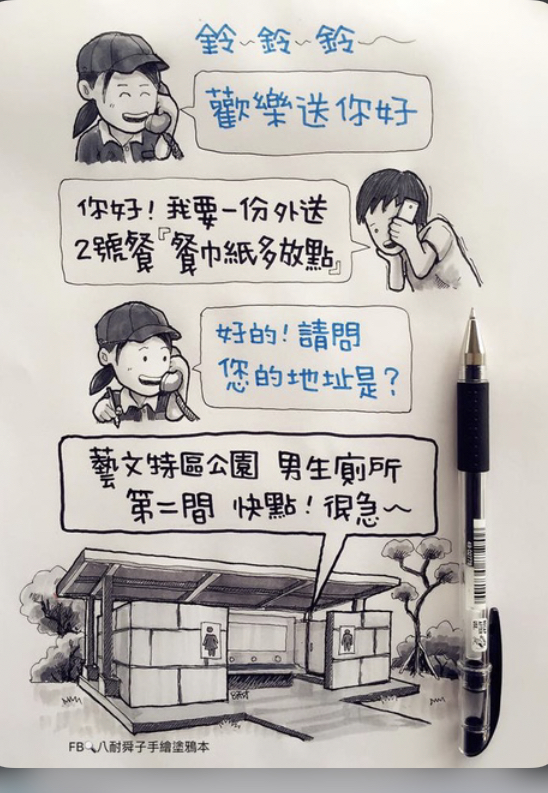 鈴~鈴~鈴~
歡樂送你好
你好！我要一份外送
2號餐『餐巾紙多放點』
好的！請問
您的地址是？
藝文特區公園 男生廁所
第二間 快點！很急~
FB🔍八耐舜子手繪塗鴉本